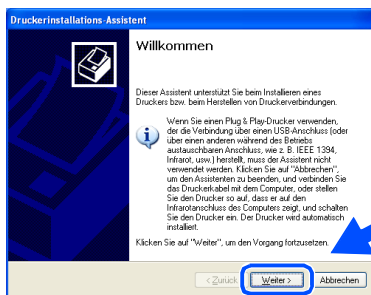 Druckerinstallations-Assistent
Willkommen
Dieser Assistent unterstützt Sie beim Installieren eines
Druckers bzw. beim Herstellen von Druckerverbindungen.
Wenn Sie einen Plug & Play-Drucker verwenden,
der die Verbindung über einen USB-Anschluss (oder
über einen anderen während des Betriebs
austauschbaren Anschluss, wie z. B. IEEE 1394,
Infrarot, usw.) herstellt, muss der Assistent nicht
verwendet werden. Klicken Sie auf "Abbrechen",
um den Assistenten zu beenden, und verbinden Sie
das Druckerkabel mit dem Computer, oder stellen
Sie den Drucker so auf, dass er auf den
Infrarotanschluss des Computers zeigt, und schalten
Sie den Drucker ein. Der Drucker wird automatisch
installiert.
Klicken Sie auf "Weiter", um den Vorgang fortzusetzen.
< Zurück Weiter > Abbrechen